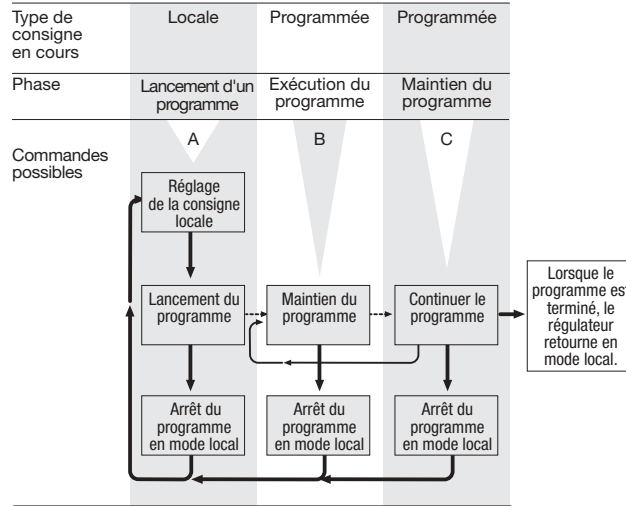 Type de
consigne
en cours
Locale
Programmée
Programmée
Phase
Lancement d'un
programme
Exécution du
programme
Maintien du
programme
Commandes
possibles
A
B
C
Réglage
de la consigne
locale
Lancement du
programme
Maintien du
programme
Continuer le
programme
Lorsque le
programme est
terminé, le
régulateur
retourne en
mode local.
Arrêt du
programme
en mode local
Arrêt du
programme
en mode local
Arrêt du
programme
en mode local